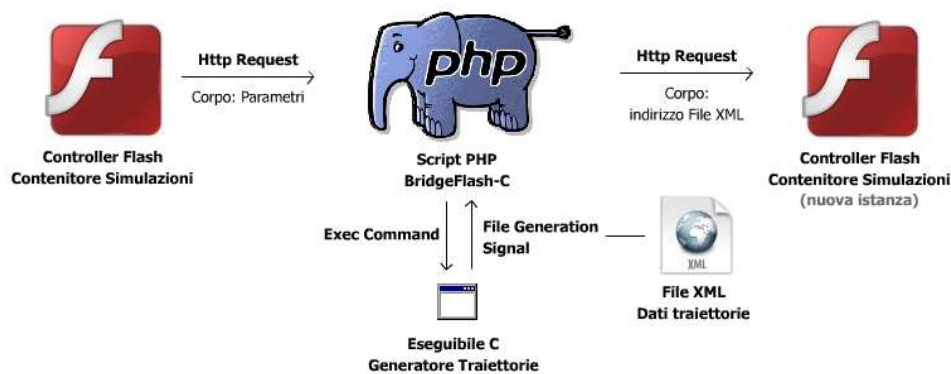 Http Request
Corpo: Parametri
Controller Flash
Contenitore Simulazioni
php
Script PHP
BridgeFlash-C
Http Request
Corpo:
indirizzo File XML
Controller Flash
Contenitore Simulazioni
(nuova istanza)
Exec Command
File Generation
Signal
XML
File XML
Dati traiettorie
Eseguibile C
Generatore Traiettorie